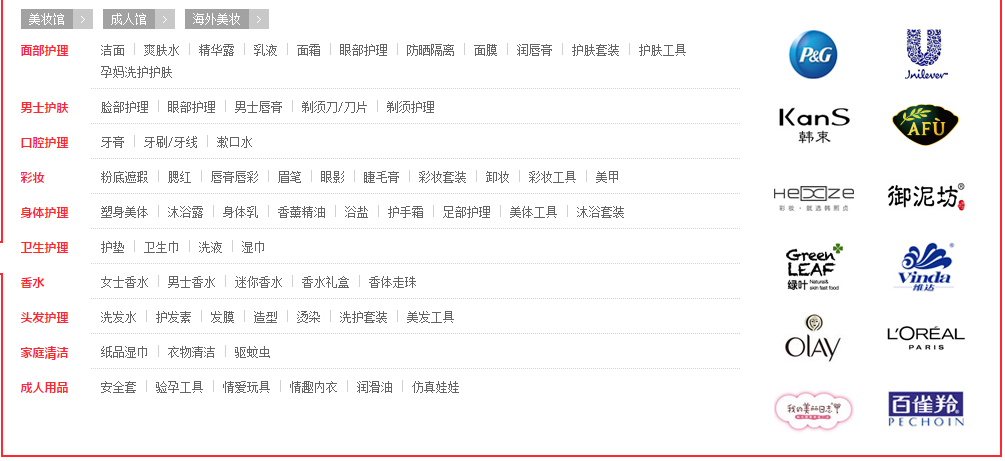 美妆馆 > 成人馆 > 海外美妆 >
面部护理 洁面 爽肤水 精华露 乳液 面霜 眼部护理 防晒隔离 面膜 润唇膏 护肤套装 护肤工具
孕妈洗护护肤
男士护肤 脸部护理 眼部护理 男士唇膏 剃须刀/刀片 剃须护理
口腔护理 牙膏 牙刷/牙线 漱口水
彩妆 粉底遮瑕 腮红 唇膏唇彩 眉笔 眼影 睫毛膏 彩妆套装 卸妆 彩妆工具 美甲
身体护理 塑身美体 沐浴露 身体乳 香薰精油 浴盐 护手霜 足部护理 美体工具 沐浴套装
卫生护理 护垫 卫生巾 洗液 湿巾
香水 女士香水 男士香水 迷你香水 香水礼盒 香体走珠
头发护理 洗发水 护发素 发膜 造型 烫染 洗护套装 美发工具
家庭清洁 纸品湿巾 衣物清洁 驱蚊虫
成人用品 安全套 验孕工具 情爱玩具 情趣内衣 润滑油 仿真娃娃
P&G
Unilever
KanS
韩束
AFÙ
HEXZE
彩妆·就选韩熙贞
御泥坊®
Green
LEAF
绿叶 Natural&
skin fast food
Vinda®
维达
OLAY
L'ORÉAL
PARIS
我的美丽日志
百雀羚®
PECHOIN